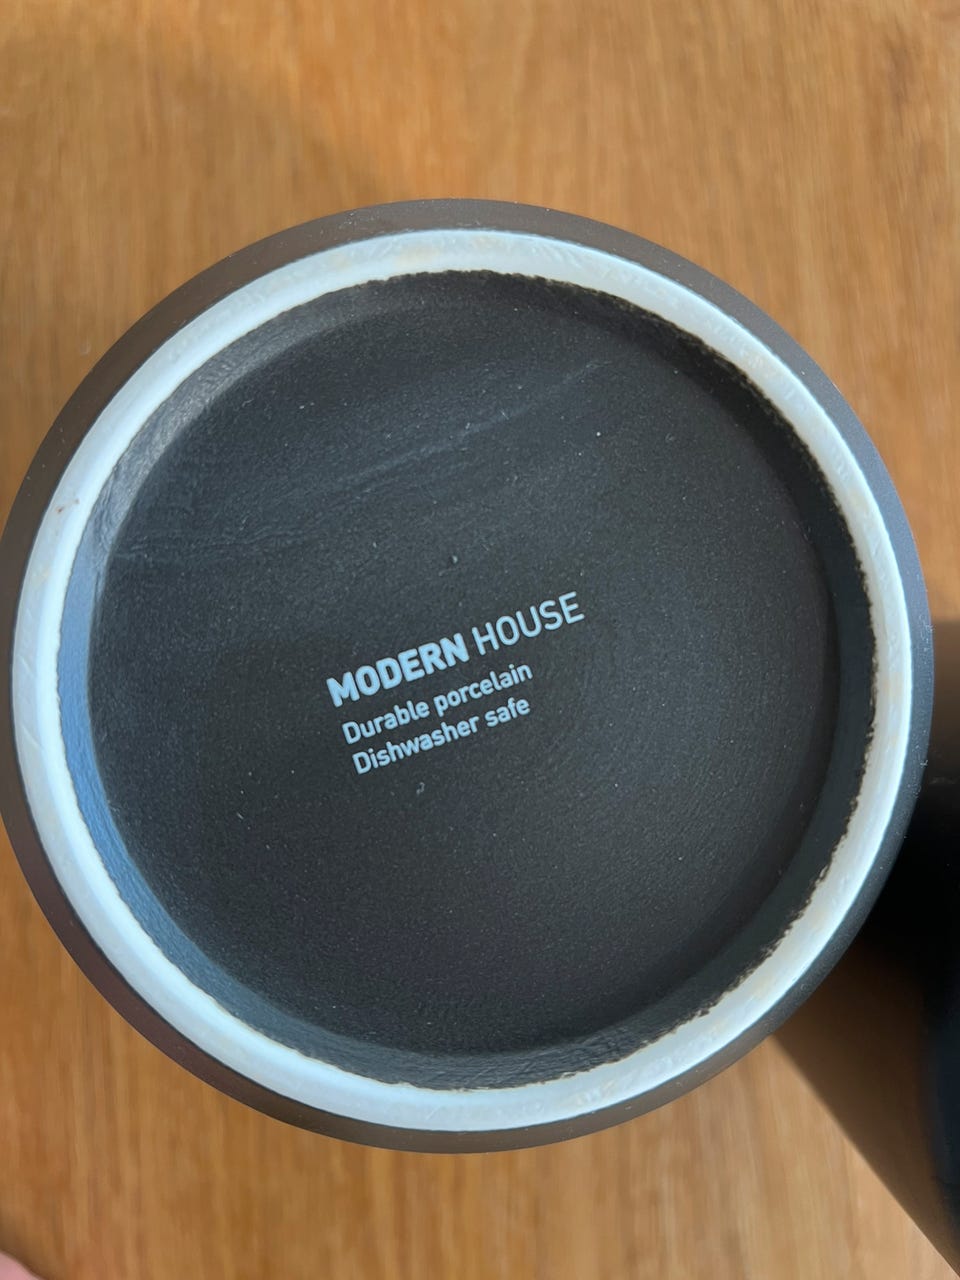 MODERN HOUSE
Durable porcelain
Dishwasher safe